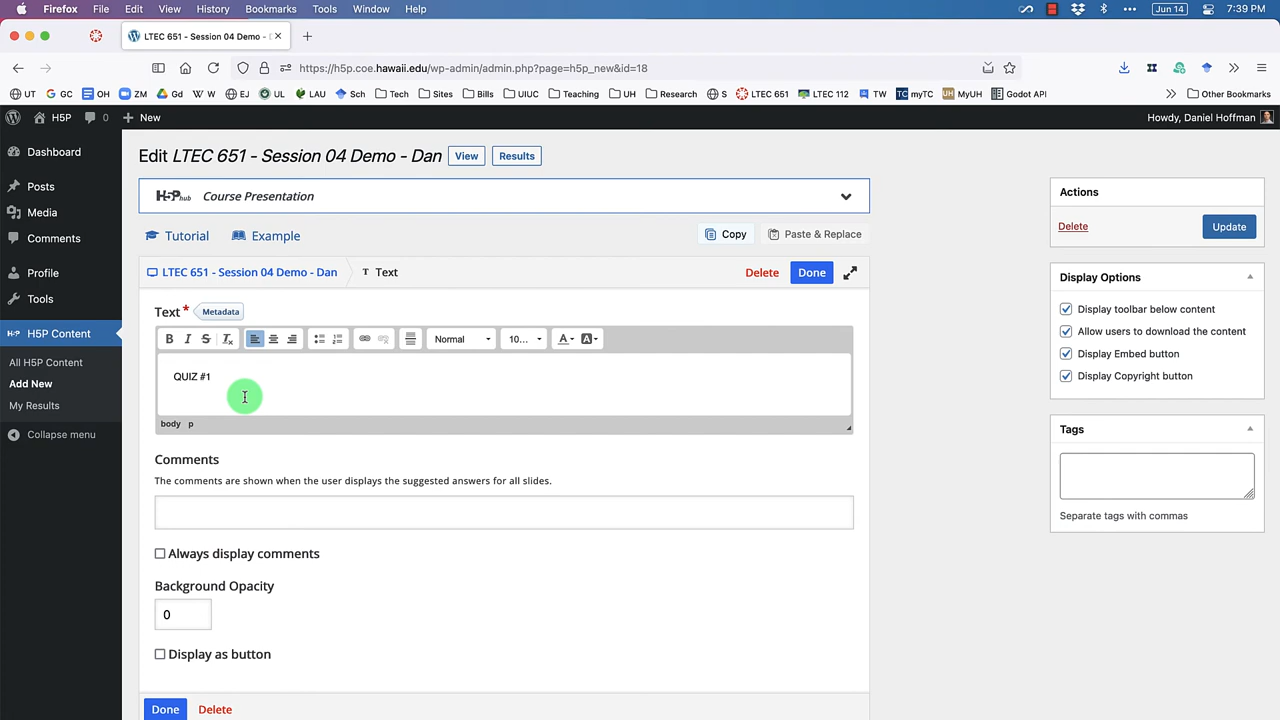 Firefox File Edit View History Bookmarks Tools Window Help Jun 14 7:39 PM
LTEC 651 - Session 04 Demo -
https://h5p.coe.hawaii.edu/wp-admin/admin.php?page=h5p_new&id=18
UT GC OH ZM Gd W EJ UL LAU Sch Tech Sites Bills UIUC Teaching UH Research S LTEC 651 LTEC 112 TW myTC MyUH Godot API Other Bookmarks
H5P 0 New Howdy, Daniel Hoffman
Dashboard
Posts
Media
Comments
Profile
Tools
H5P Content
All H5P Content
Add New
My Results
Collapse menu
Edit LTEC 651 - Session 04 Demo - Dan View Results
H5P hub Course Presentation
Tutorial Example Copy Paste & Replace
LTEC 651 - Session 04 Demo - Dan T Text Delete Done
Text* Metadata
B I S Tx Normal 10... A A
QUIZ #1
body p
Comments
The comments are shown when the user displays the suggested answers for all slides.
Always display comments
Background Opacity
0
Display as button
Done Delete
Actions
Delete Update
Display Options
Display toolbar below content
Allow users to download the content
Display Embed button
Display Copyright button
Tags
Separate tags with commas